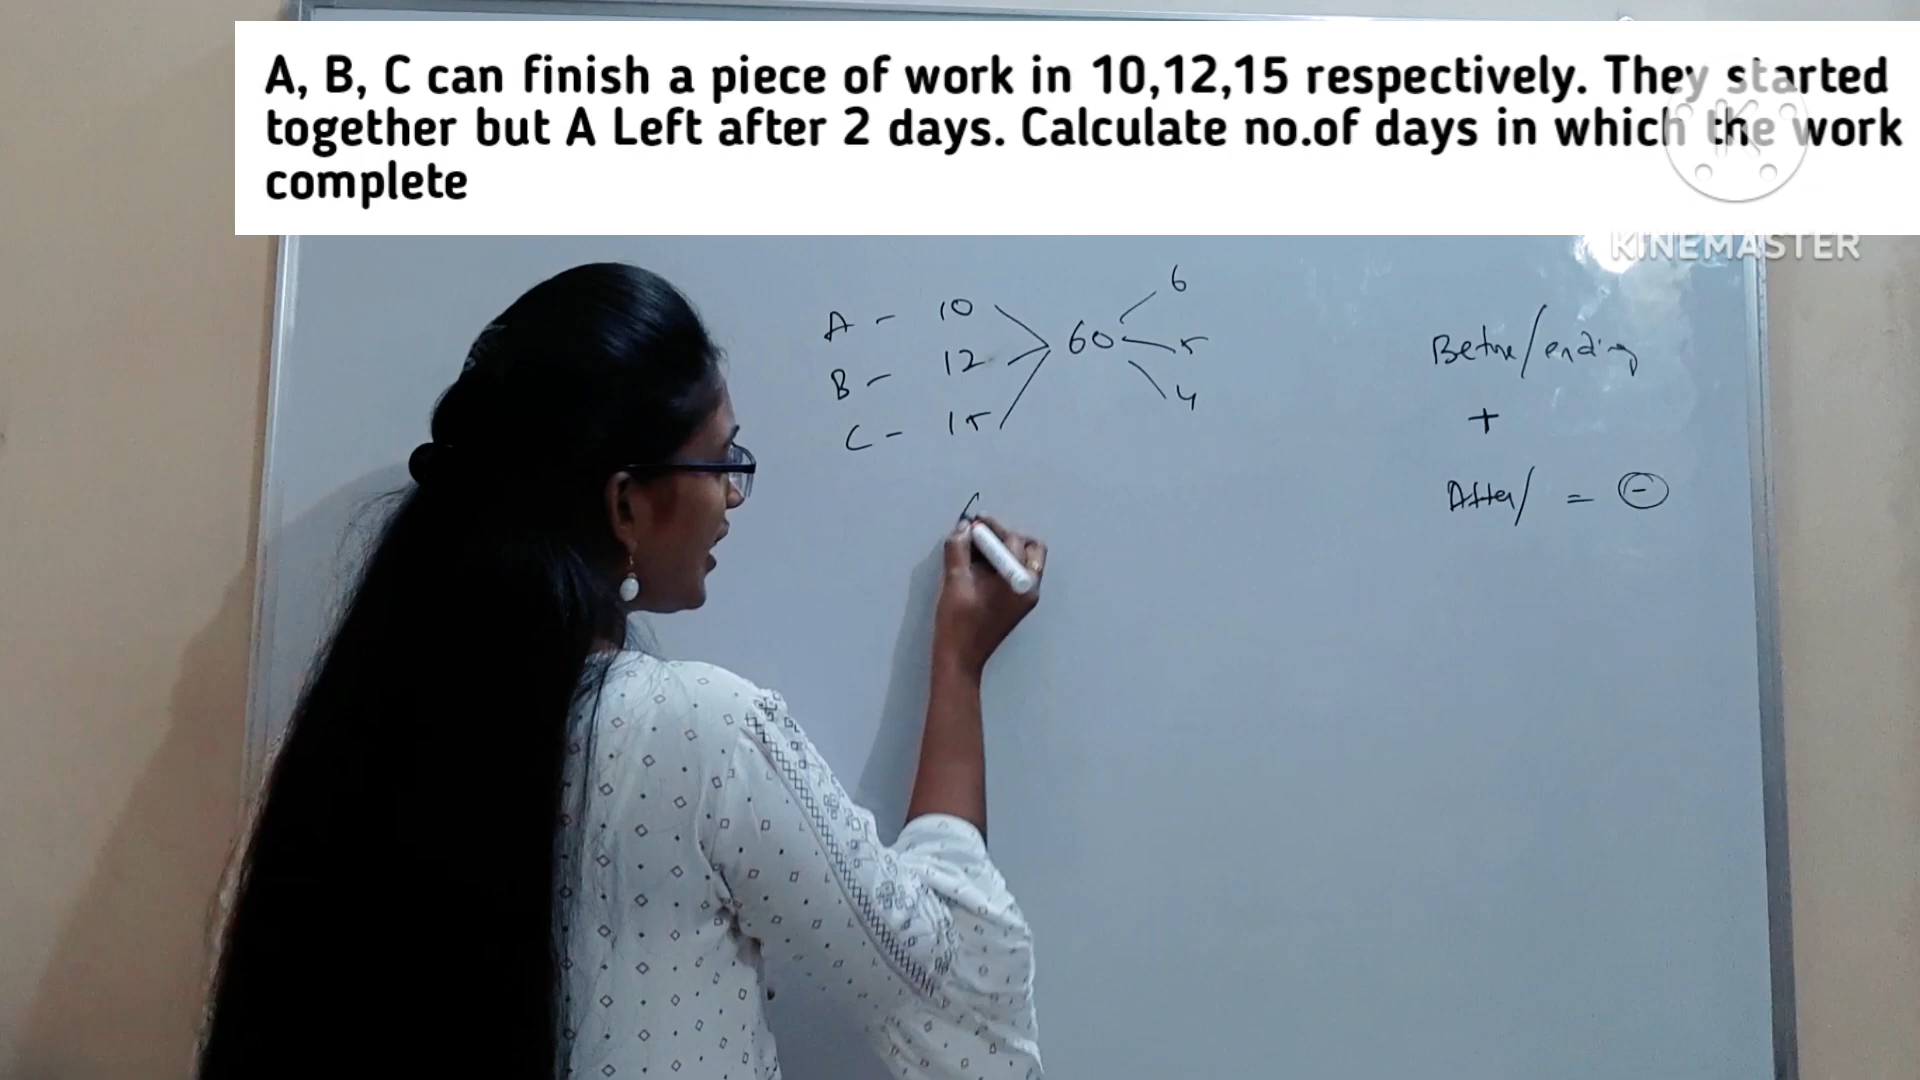 A, B, C can finish a piece of work in 10,12,15 respectively. They started
together but A Left after 2 days. Calculate no.of days in which the work
complete
KINEMASTER
A - 10
B - 12
C - 15
60
6
5
4
Before/ending
+
After/ = -